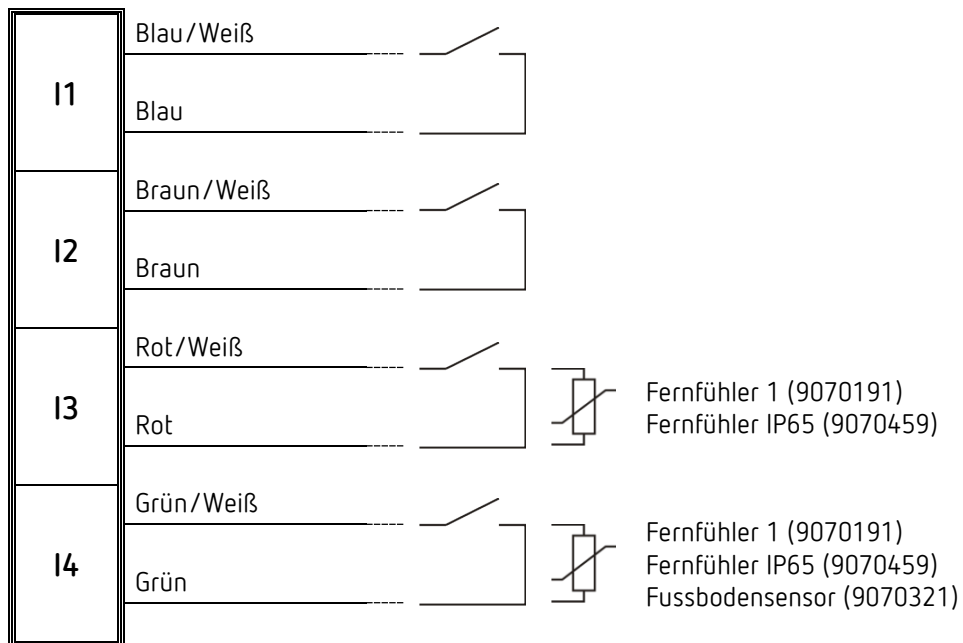 Blau/Weiß
I1
Blau
Braun/Weiß
I2
Braun
Rot/Weiß
I3
Rot
Fernfühler 1 (9070191)
Fernfühler IP65 (9070459)
Grün/Weiß
I4
Grün
Fernfühler 1 (9070191)
Fernfühler IP65 (9070459)
Fussbodensensor (9070321)